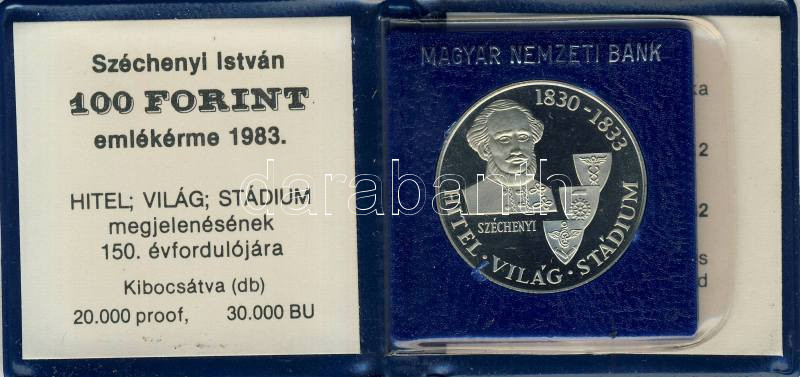 Széchenyi István
100 FORINT
emlékérme 1983.
HITEL; VILÁG; STÁDIUM
megjelenésének
150. évfordulójára
Kibocsátva (db)
20.000 proof, 30.000 BU
MAGYAR NEMZETI BANK
1830-1833
SZÉCHENYI
HITEL · VILÁG · STÁDIUM
darabanth